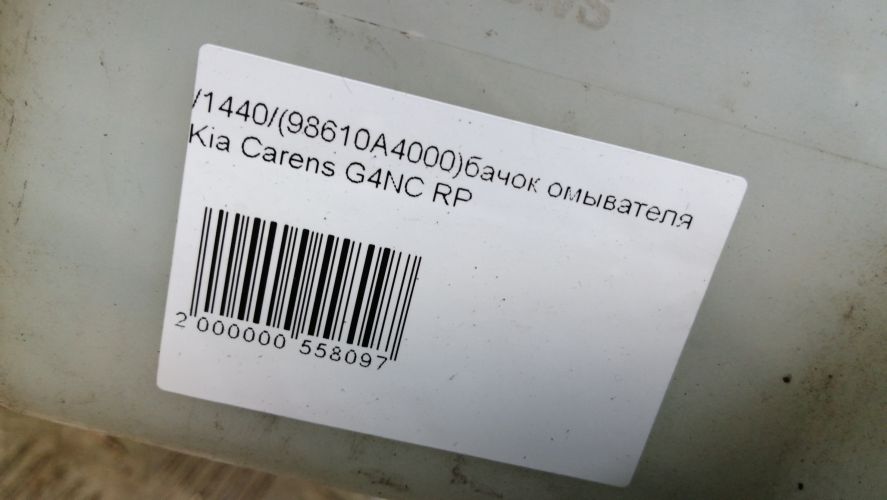 /1440/(98610A4000)бачок омывателя
Kia Carens G4NC RP
2 000000 558097